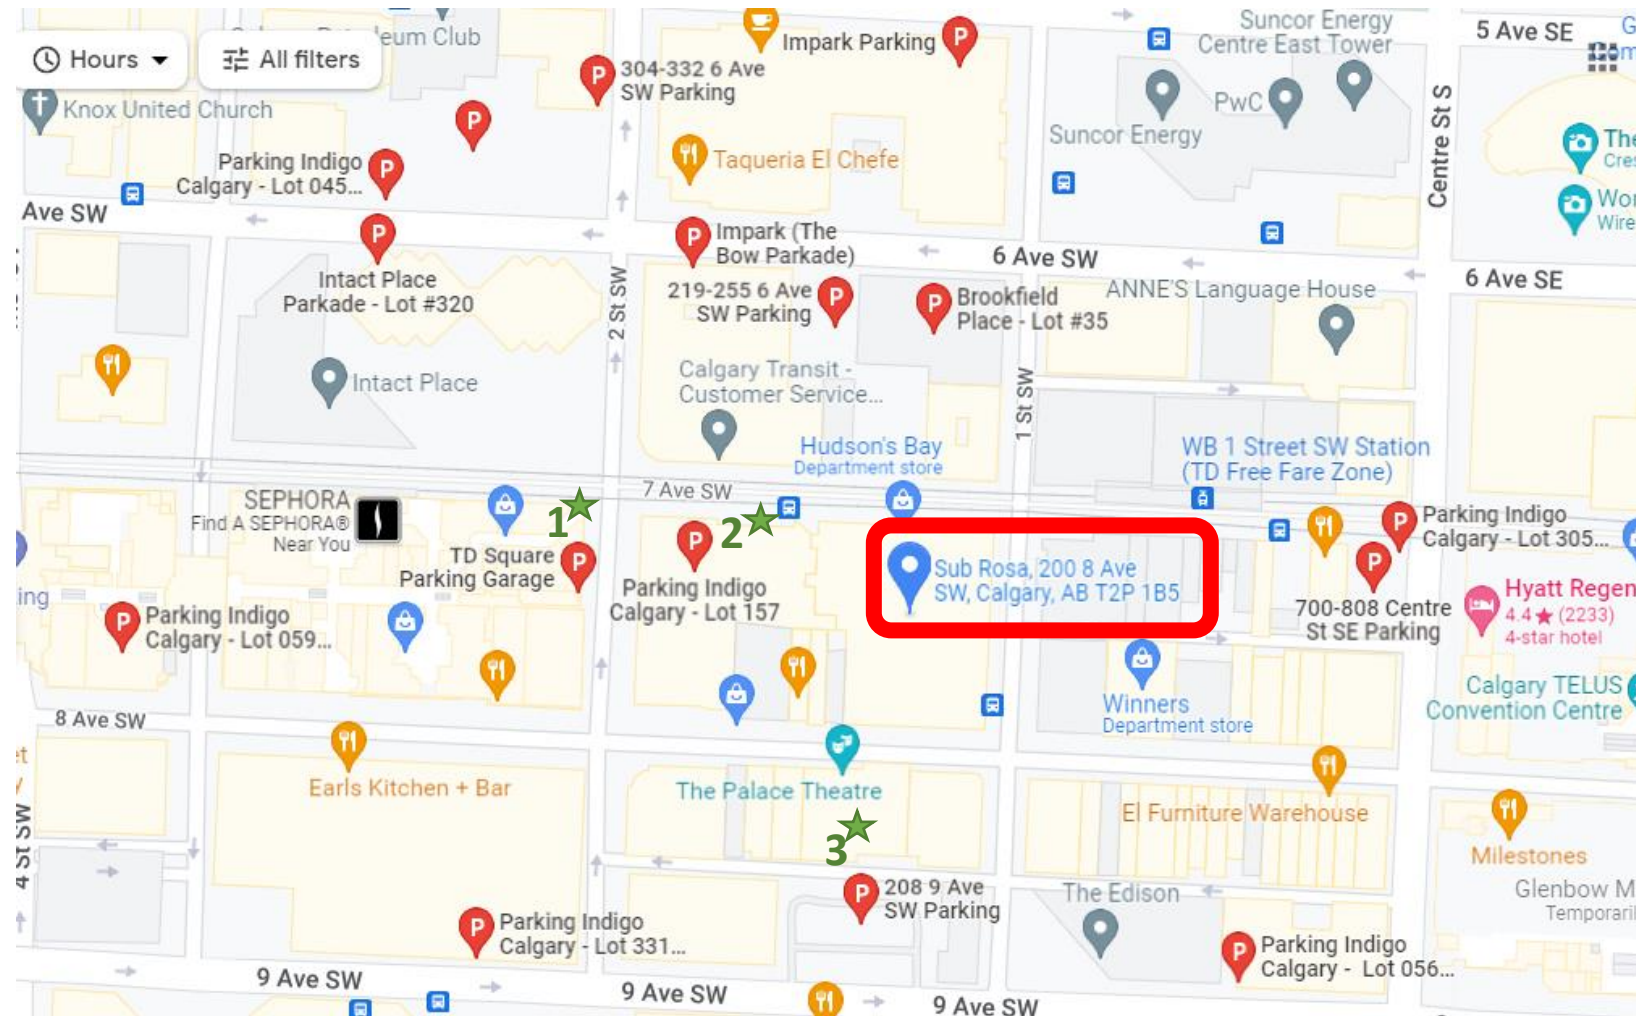 Hours
All filters
eum Club
Knox United Church
304-332 6 Ave
SW Parking
Impark Parking
Suncor Energy
Centre East Tower
5 Ave SE
PwC
Suncor Energy
Centre St S
Taqueria El Chefe
Parking Indigo
Calgary - Lot 045...
Ave SW
Intact Place
Parkade - Lot #320
Impark (The
Bow Parkade)
6 Ave SW
6 Ave SE
2 St SW
219-255 6 Ave
SW Parking
Brookfield
Place - Lot #35
ANNE'S Language House
Intact Place
Calgary Transit -
Customer Service...
1 St SW
Hudson's Bay
Department store
WB 1 Street SW Station
(TD Free Fare Zone)
7 Ave SW
SEPHORA
Find A SEPHORA®
Near You
1
2
TD Square
Parking Garage
Parking Indigo
Calgary - Lot 157
Sub Rosa, 200 8 Ave
SW, Calgary, AB T2P 1B5
Parking Indigo
Calgary - Lot 305...
700-808 Centre
St SE Parking
Hyatt Regen
4.4★(2233)
4-star hotel
ing
Parking Indigo
Calgary - Lot 059...
Winners
Department store
Calgary TELUS
Convention Centre
8 Ave SW
Earls Kitchen + Bar
The Palace Theatre
El Furniture Warehouse
3
4 St SW
Milestones
208 9 Ave
SW Parking
The Edison
Glenbow M
Temporaril
Parking Indigo
Calgary - Lot 331...
Parking Indigo
Calgary - Lot 056...
9 Ave SW
9 Ave SW
9 Ave SW